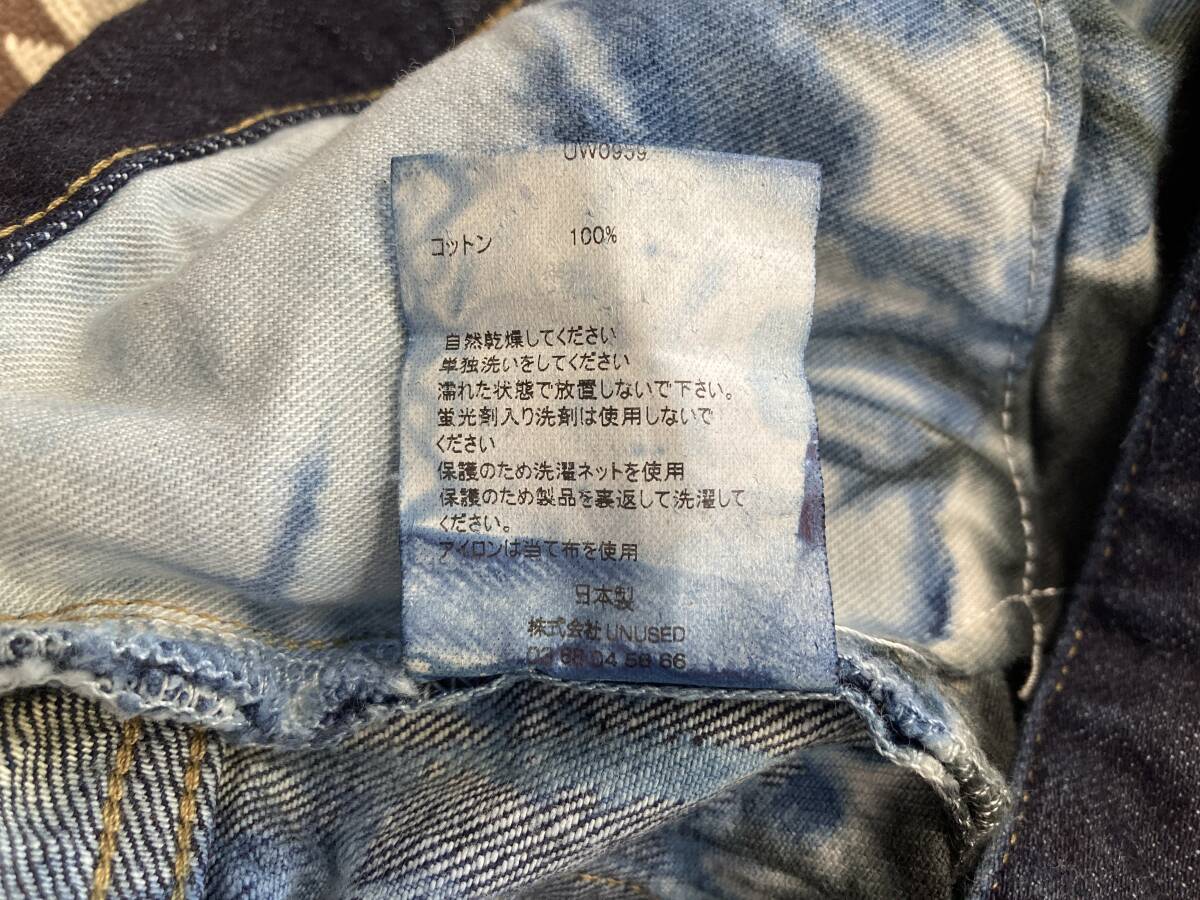 UW0959
コットン 100%
自然乾燥してください
単独洗いをしてください
濡れた状態で放置しないで下さい。
蛍光剤入り洗剤は使用しないで
ください
保護のため洗濯ネットを使用
保護のため製品を裏返して洗濯して
ください。
アイロンは当て布を使用
日本製
株式会社 UNUSED